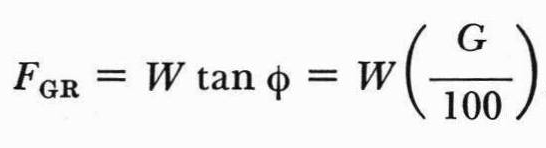 F_GR = W tan ϕ = W(G/100)